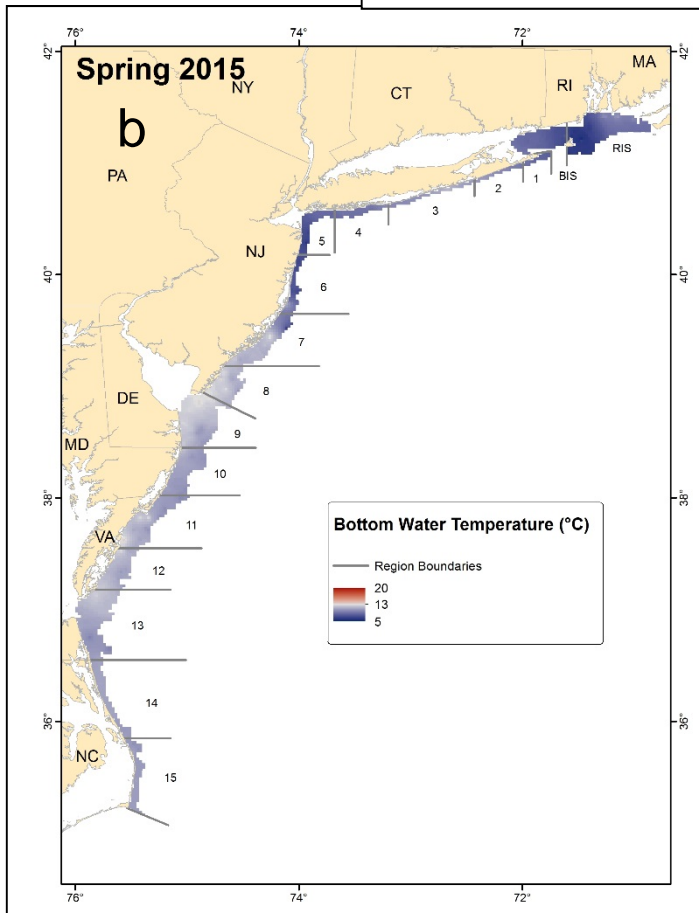 76°
74°
72°
42°
42°
Spring 2015
b
NY
CT
RI
MA
PA
RIS
BIS
1
2
3
4
5
NJ
40°
40°
6
7
8
DE
9
MD
10
38°
38°
11
VA
12
13
Bottom Water Temperature (°C)
Region Boundaries
20
13
5
14
36°
36°
NC
15
76°
74°
72°